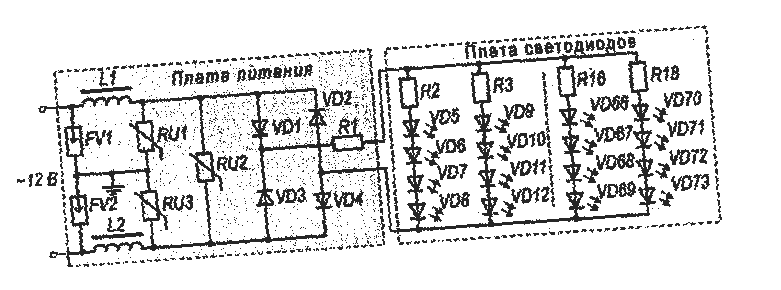 Плата питания
Плата светодиодов
L1
FV1
RU1
RU2
VD1
VD2
R1
~12 В
FV2
RU3
VD3
VD4
L2
R2
R3
R16
R18
VD5
VD9
VD66
VD70
VD6
VD10
VD67
VD71
VD7
VD11
VD68
VD72
VD8
VD12
VD69
VD73